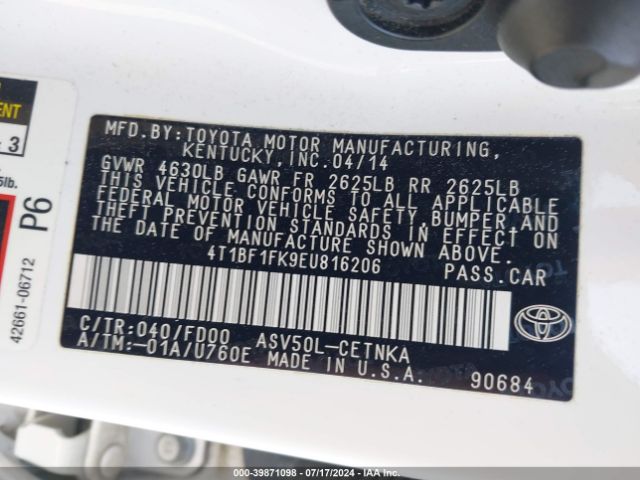 MFD. BY: TOYOTA MOTOR MANUFACTURING,
KENTUCKY, INC. 04/14
GVWR 4630LB GAWR FR 2625LB RR 2625LB
THIS VEHICLE CONFORMS TO ALL APPLICABLE
FEDERAL MOTOR VEHICLE SAFETY, BUMPER AND
THEFT PREVENTION STANDARDS IN EFFECT ON
THE DATE OF MANUFACTURE SHOWN ABOVE.
4T1BF1FK9EU816206 PASS.CAR
C/TR:040/FD00 ASV50L-CETNKA
A/TM:-01A/U760E MADE IN U.S.A. 90684
TOYOTA
3
P6
42661-06712
000-39871098 - 07/17/2024 - IAA Inc.